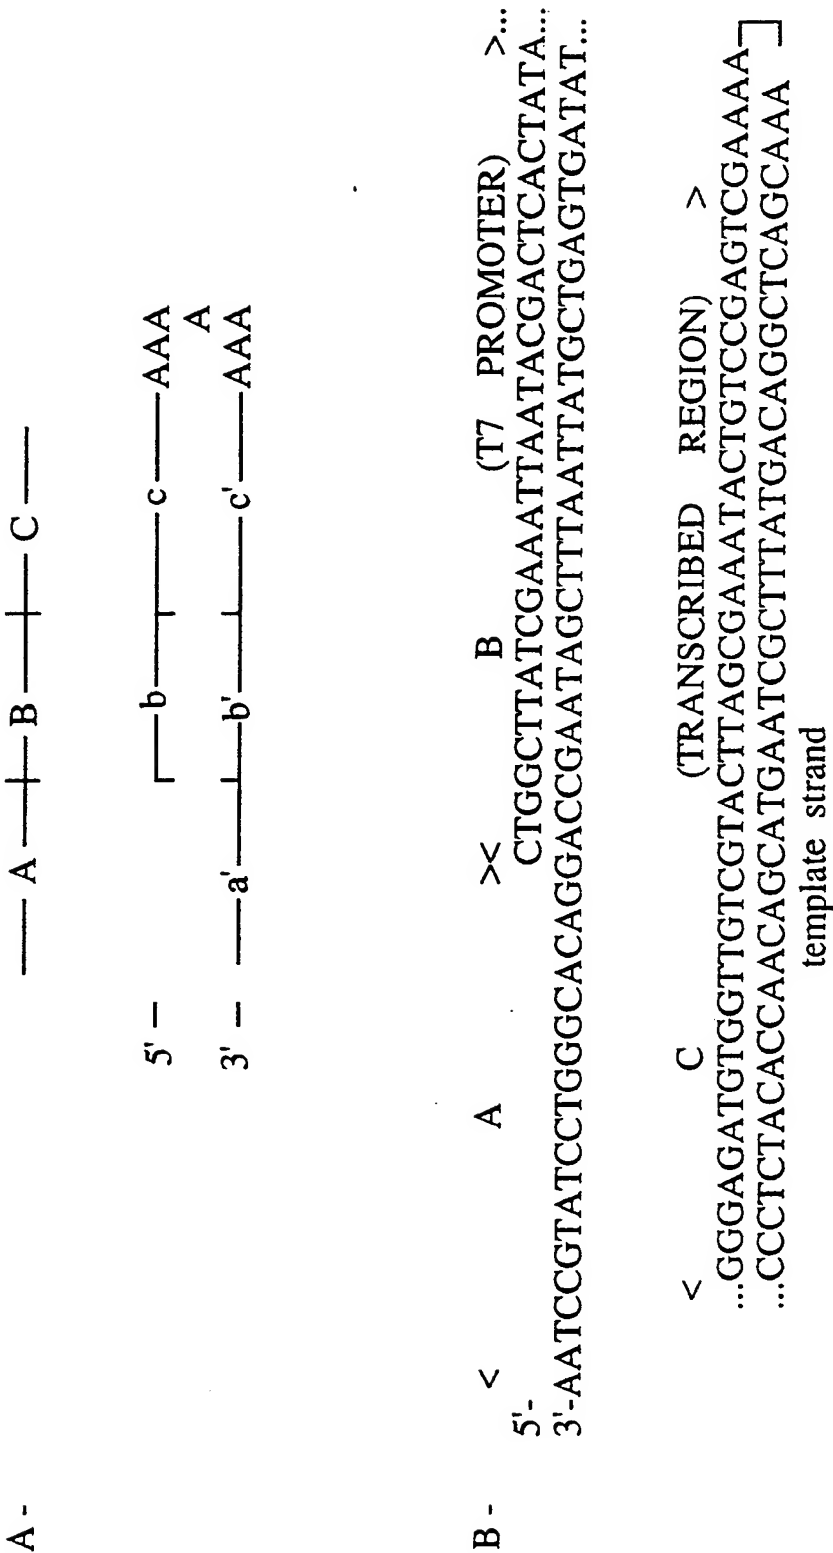 A -
A B C
5' b c AAA
A
3' a' b' c' AAA
B -
< A >< B (T7 PROMOTER) >...
5'- CTGGCTTATCGAAATTAATACGACTCACTATA...
3'-AATCCGTATCCTGGGCACAGGACCGAATAGCTTTAATTATGCTGAGTGATAT...
< C (TRANSCRIBED REGION) >
...GGGAGATGTGGTTGTCGTACTTAGCGAAATACTGTCCGAGTCGAAAA
...CCCTCTACACCAACAGCATGAATCGCTTTATGACAGGCTCAGCAAA
template strand